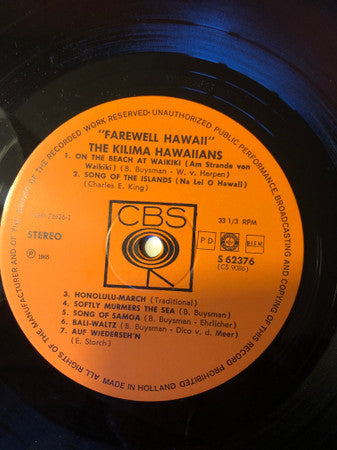 ALL RIGHTS OF THE MANUFACTURER AND OF THE OWNER OF THE RECORDED WORK RESERVED•UNAUTHORIZED PUBLIC PERFORMANCE, BROADCASTING AND COPYING OF THIS RECORD PROHIBITED
"FAREWELL HAWAII"
THE KILIMA HAWAIIANS
1. ON THE BEACH AT WAIKIKI (Am Strande von
Waikiki) (B. Buysman - W. v. Herpen)
2. SONG OF THE ISLANDS (Na Lei O Hawaii)
(Charles E. King)
STEREO
℗ 1965
CBS
33 1/3 RPM
P D
B.I.E.M.
S 62376
(CS 9086)
3. HONOLULU-MARCH (Traditional)
4. SOFTLY MURMERS THE SEA (B. Buysman)
5. SONG OF SAMOA (B. Buysman - Ehrlicher)
6. BALI-WALTZ (B. Buysman - Dico v. d. Meer)
7. AUF WIEDERSEH'N
(E. Storch)
MADE IN HOLLAND